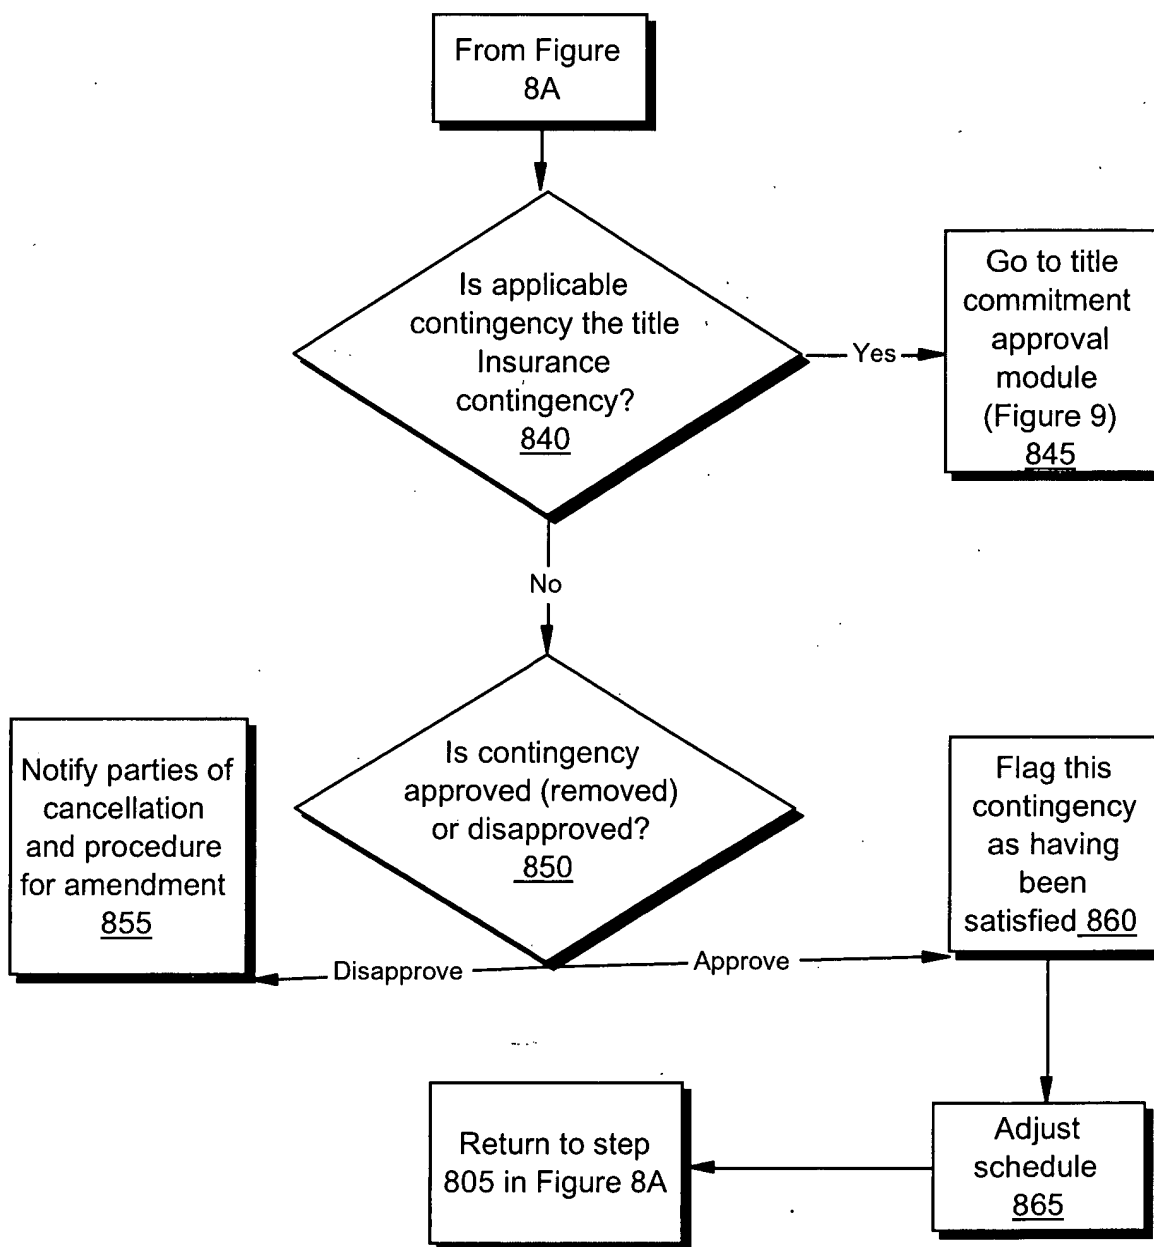 From Figure
8A
Is applicable
contingency the title
Insurance
contingency?
840
Yes
Go to title
commitment
approval
module
(Figure 9)
845
No
Is contingency
approved (removed)
or disapproved?
850
Notify parties of
cancellation
and procedure
for amendment
855
Flag this
contingency
as having
been
satisfied 860
Disapprove
Approve
Return to step
805 in Figure 8A
Adjust
schedule
865